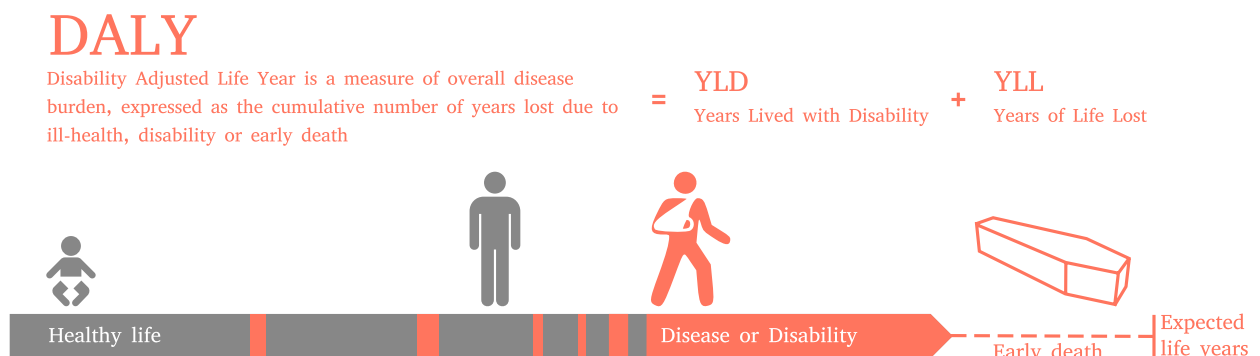 DALY
Disability Adjusted Life Year is a measure of overall disease
burden, expressed as the cumulative number of years lost due to
ill-health, disability or early death
=
YLD
Years Lived with Disability
+
YLL
Years of Life Lost
Healthy life
Disease or Disability
Early death
Expected
life years